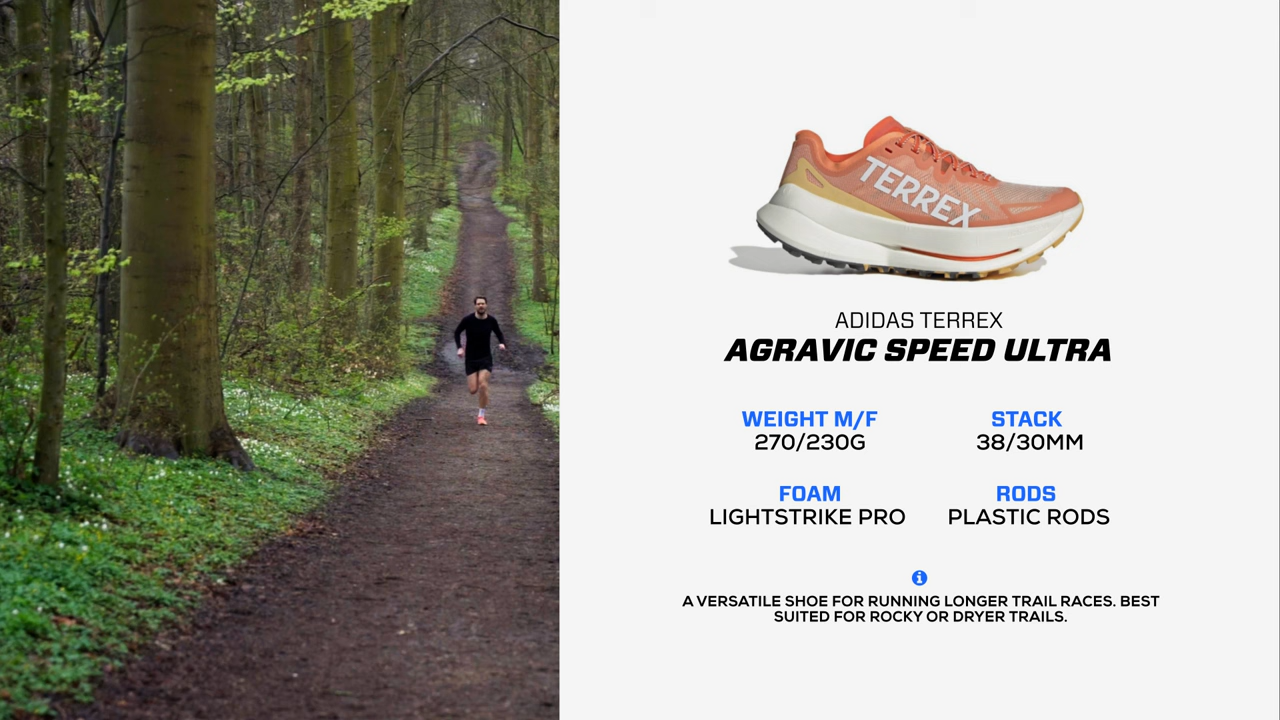 TERREX
ADIDAS TERREX
AGRAVIC SPEED ULTRA
WEIGHT M/F
270/230G
STACK
38/30MM
FOAM
LIGHTSTRIKE PRO
RODS
PLASTIC RODS
A VERSATILE SHOE FOR RUNNING LONGER TRAIL RACES. BEST
SUITED FOR ROCKY OR DRYER TRAILS.